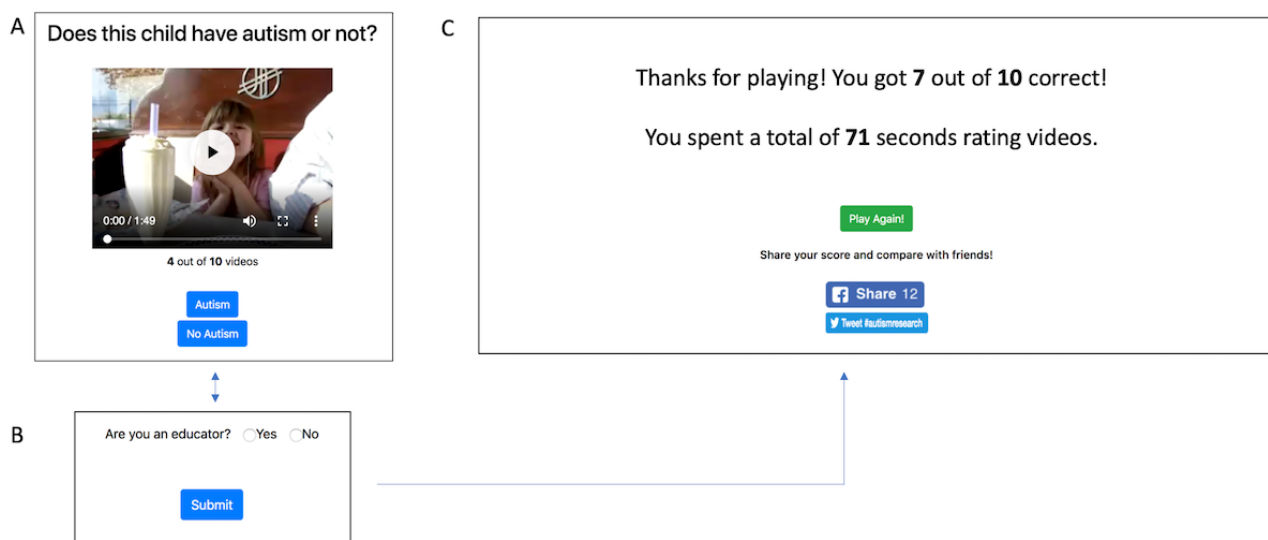 A
Does this child have autism or not?
0:00 / 1:49
4 out of 10 videos
Autism
No Autism
B
Are you an educator? Yes No
Submit
C
Thanks for playing! You got 7 out of 10 correct!
You spent a total of 71 seconds rating videos.
Play Again!
Share your score and compare with friends!
Share 12
Tweet #autismresearch